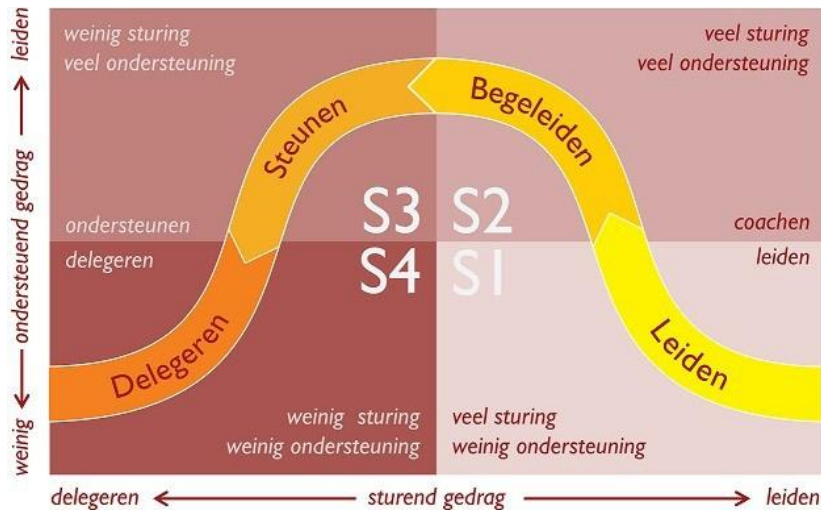 weinig sturing
veel ondersteuning
veel sturing
veel ondersteuning
Steunen
Begeleiden
S3
S2
ondersteunen
coachen
delegeren
leiden
S4
S1
Delegeren
Leiden
weinig sturing
weinig ondersteuning
veel sturing
weinig ondersteuning
weinig
ondersteuend gedrag
leiden
delegeren
sturend gedrag
leiden